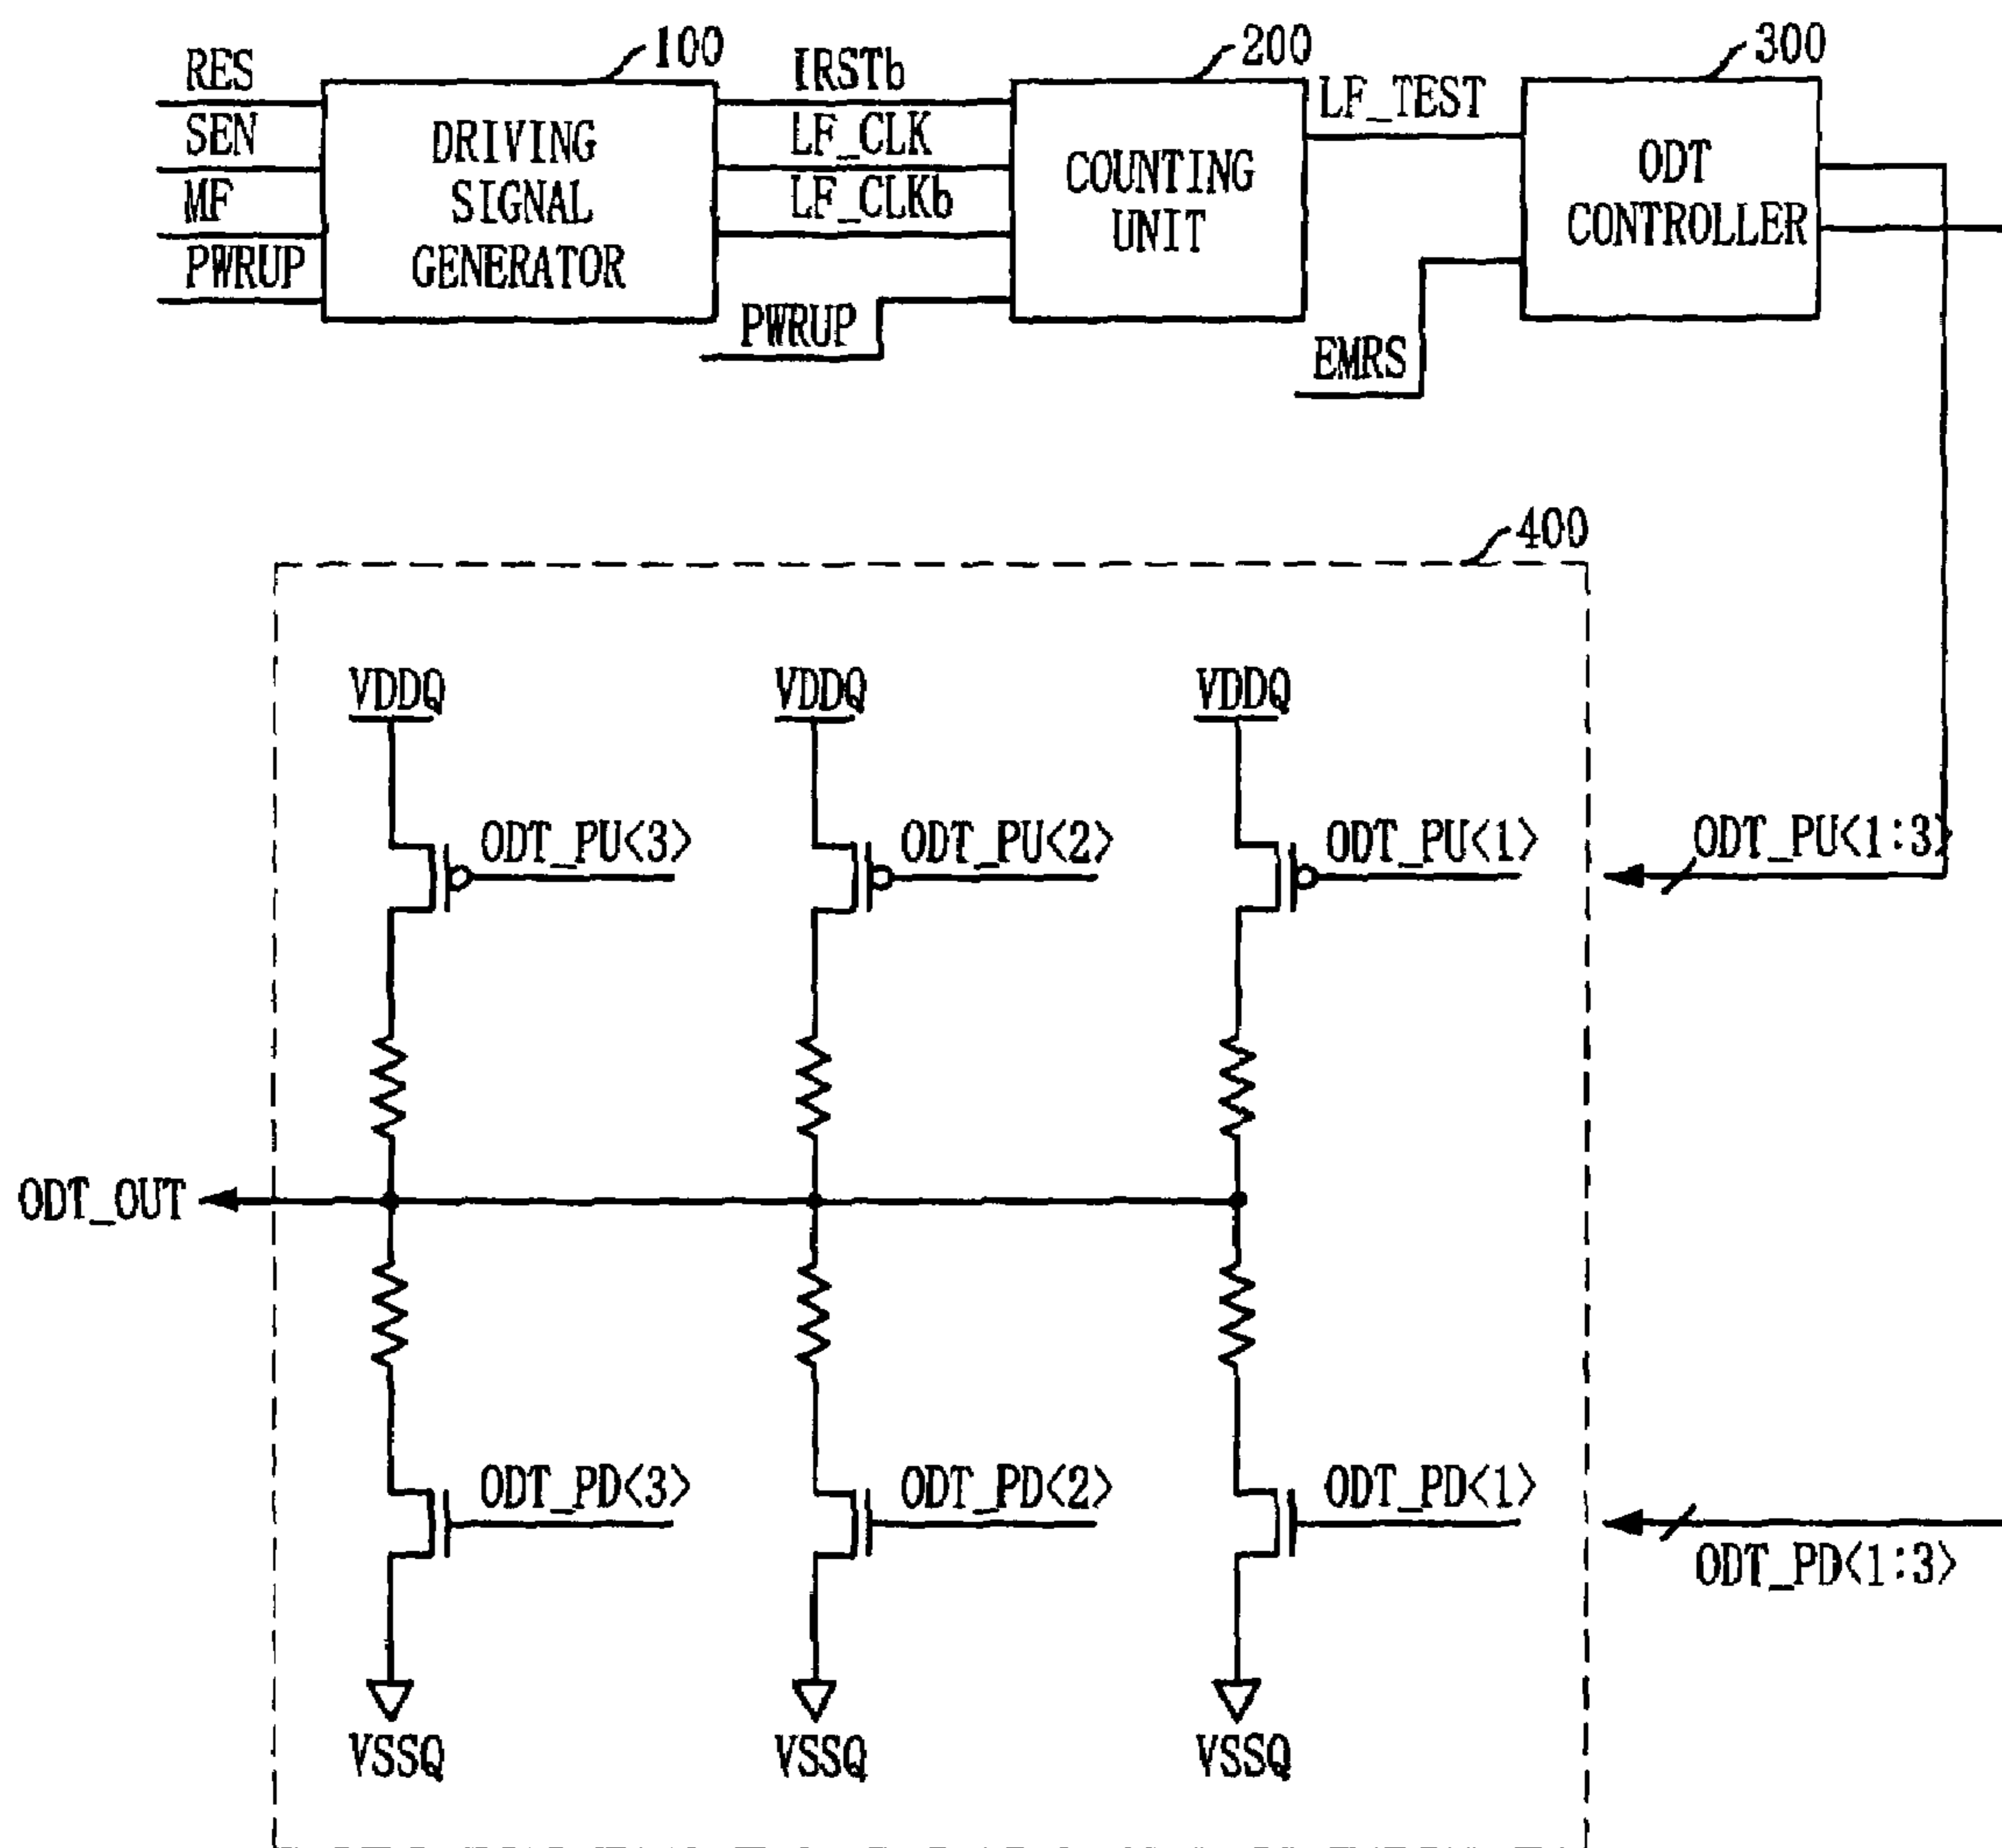 100
200
300
RES
SEN
MF
PWRUP
DRIVING
SIGNAL
GENERATOR
IRSTb
LF_CLK
LF_CLKb
PWRUP
COUNTING
UNIT
LF_TEST
EMRS
ODT
CONTROLLER
400
VDDQ VDDQ VDDQ
ODT_PU<3> ODT_PU<2> ODT_PU<1> ODT_PU<1:3>
ODT_OUT
ODT_PD<3> ODT_PD<2> ODT_PD<1>
ODT_PD<1:3>
VSSQ VSSQ VSSQ